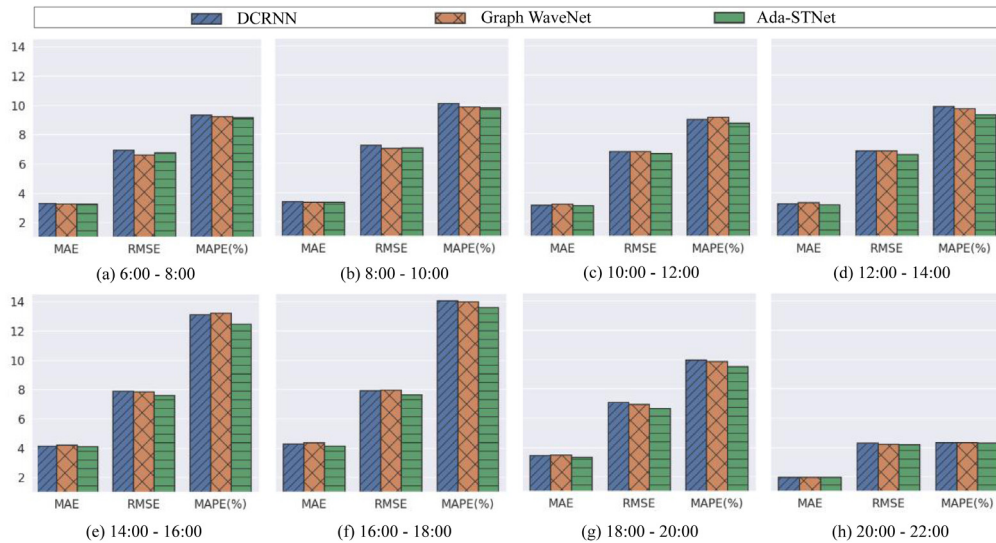 DCRNN Graph WaveNet Ada-STNet
14
12
10
8
6
4
2
MAE RMSE MAPE(%) MAE RMSE MAPE(%) MAE RMSE MAPE(%) MAE RMSE MAPE(%)
(a) 6:00 - 8:00 (b) 8:00 - 10:00 (c) 10:00 - 12:00 (d) 12:00 - 14:00
14
12
10
8
6
4
2
MAE RMSE MAPE(%) MAE RMSE MAPE(%) MAE RMSE MAPE(%) MAE RMSE MAPE(%)
(e) 14:00 - 16:00 (f) 16:00 - 18:00 (g) 18:00 - 20:00 (h) 20:00 - 22:00